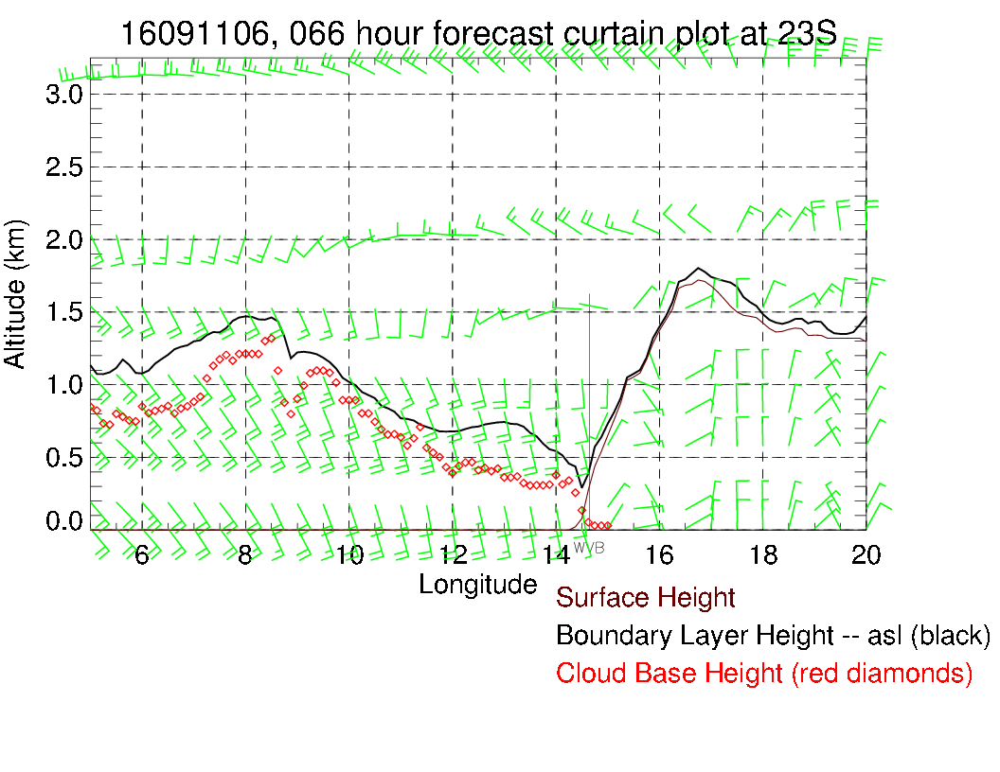 16091106, 066 hour forecast curtain plot at 23S
3.0
2.5
2.0
1.5
1.0
0.5
0.0
Altitude (km)
6 8 10 12 14 16 18 20
WVB
Longitude
Surface Height
Boundary Layer Height -- asl (black)
Cloud Base Height (red diamonds)